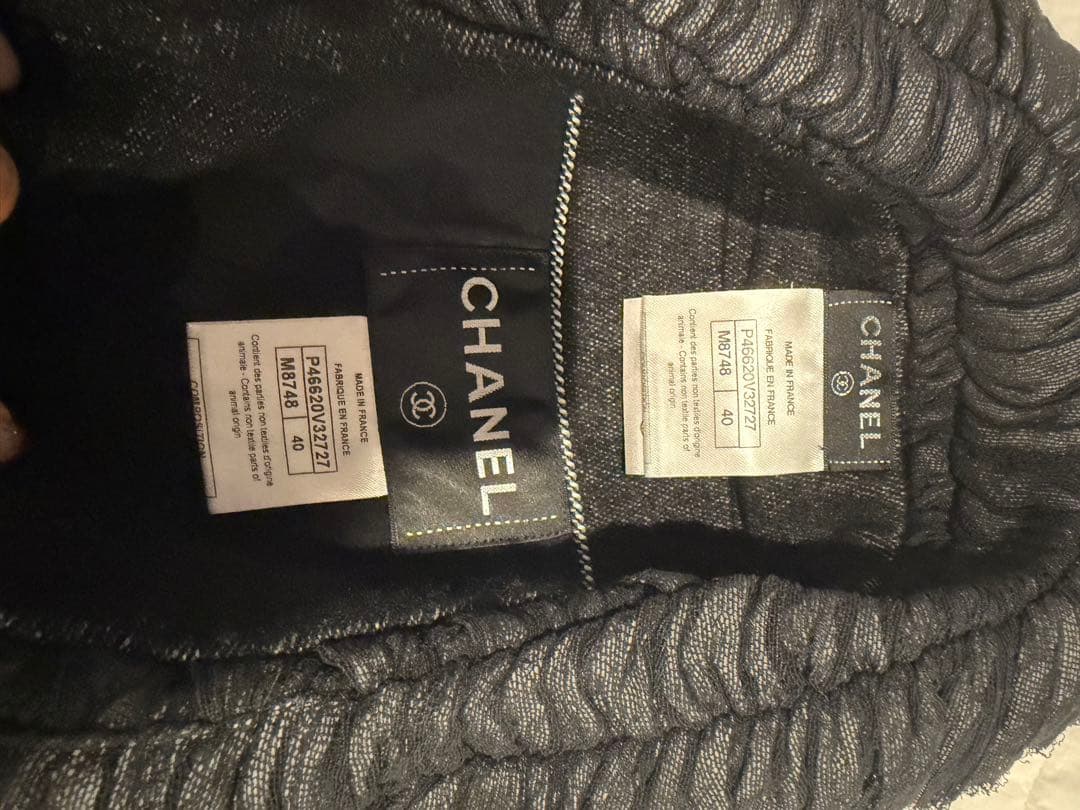 CHANEL
MADE IN FRANCE
FABRIQUE EN FRANCE
P46620V32727
M8748 40
Contient des parties non textiles d'origine
animale - Contains non textile parts of
animal origin
CHANEL
MADE IN FRANCE
FABRIQUE EN FRANCE
P46620V32727
M8748 40
Contient des parties non textiles d'origine
animale - Contains non textile parts of
animal origin
COMPOSITION